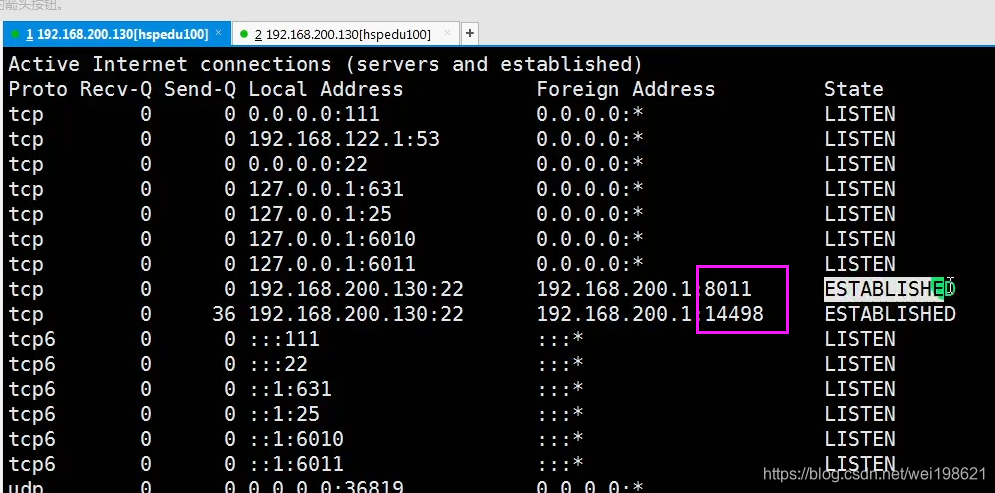 的箭头按钮。
1 192.168.200.130[hspedu100] ×
2 192.168.200.130[hspedu100] × +
Active Internet connections (servers and established)
Proto Recv-Q Send-Q Local Address Foreign Address State
tcp 0 0 0.0.0.0:111 0.0.0.0:* LISTEN
tcp 0 0 192.168.122.1:53 0.0.0.0:* LISTEN
tcp 0 0 0.0.0.0:22 0.0.0.0:* LISTEN
tcp 0 0 127.0.0.1:631 0.0.0.0:* LISTEN
tcp 0 0 127.0.0.1:25 0.0.0.0:* LISTEN
tcp 0 0 127.0.0.1:6010 0.0.0.0:* LISTEN
tcp 0 0 127.0.0.1:6011 0.0.0.0:* LISTEN
tcp 0 0 192.168.200.130:22 192.168.200.1:8011 ESTABLISHED
tcp 0 36 192.168.200.130:22 192.168.200.1:14498 ESTABLISHED
tcp6 0 0 :::111 :::* LISTEN
tcp6 0 0 :::22 :::* LISTEN
tcp6 0 0 ::1:631 :::* LISTEN
tcp6 0 0 ::1:25 :::* LISTEN
tcp6 0 0 ::1:6010 :::* LISTEN
tcp6 0 0 ::1:6011 :::* LISTEN
udp 0 0 0.0.0.0:36819 0.0.0.0:*
https://blog.csdn.net/wei198621